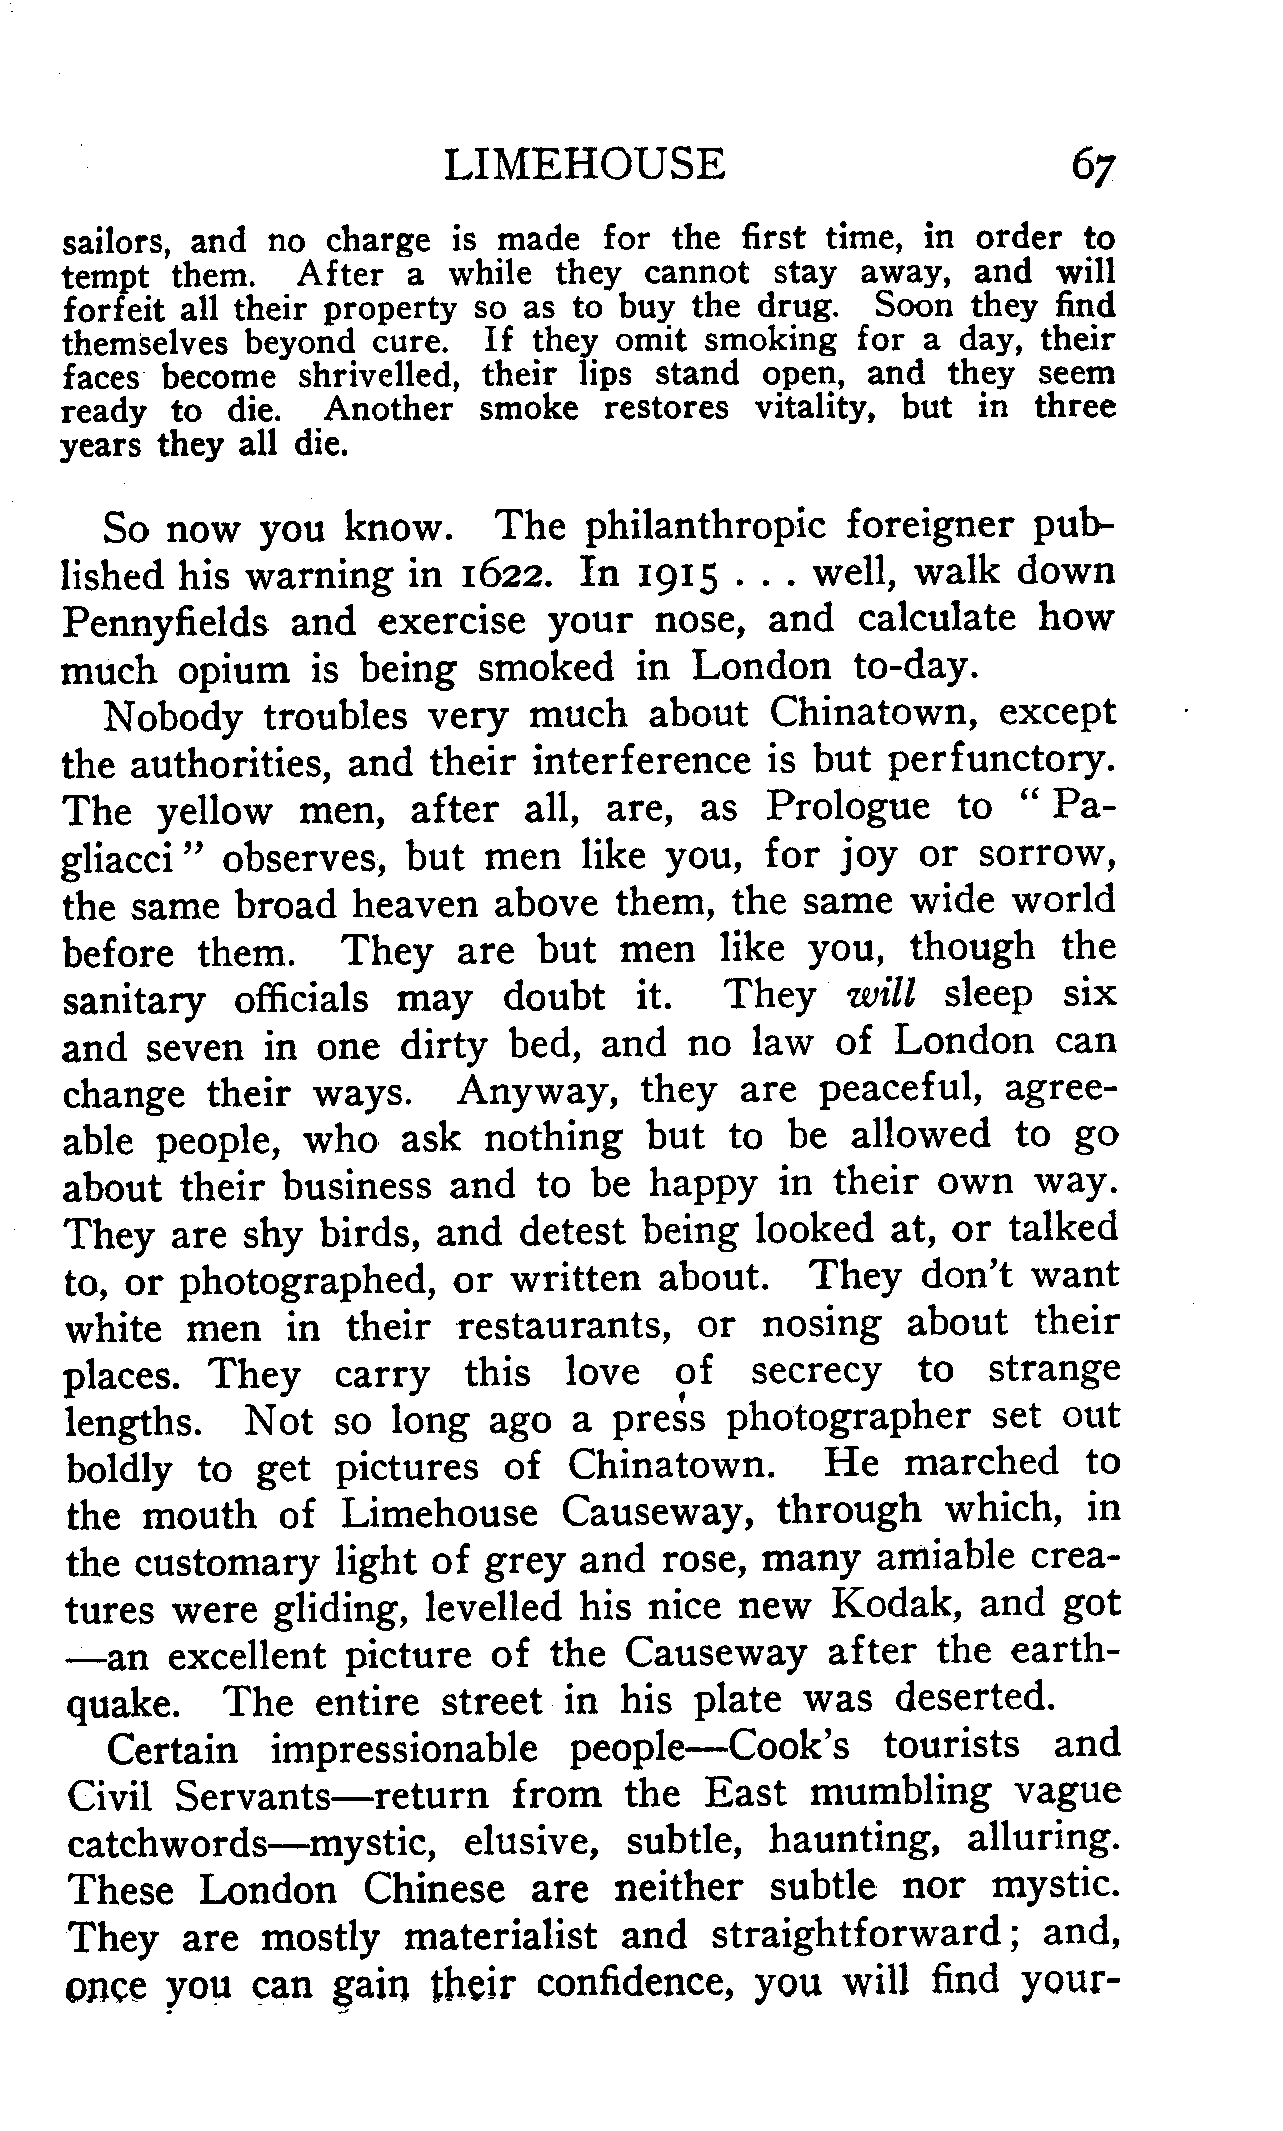 LIMEHOUSE 67
sailors, and no charge is made for the first time, in order to
tempt them. After a while they cannot stay away, and will
forfeit all their property so as to buy the drug. Soon they find
themselves beyond cure. If they omit smoking for a day, their
faces become shrivelled, their lips stand open, and they seem
ready to die. Another smoke restores vitality, but in three
years they all die.
So now you know. The philanthropic foreigner pub-
lished his warning in 1622. In 1915 . . . well, walk down
Pennyfields and exercise your nose, and calculate how
much opium is being smoked in London to-day.
Nobody troubles very much about Chinatown, except
the authorities, and their interference is but perfunctory.
The yellow men, after all, are, as Prologue to " Pa-
gliacci " observes, but men like you, for joy or sorrow,
the same broad heaven above them, the same wide world
before them. They are but men like you, though the
sanitary officials may doubt it. They will sleep six
and seven in one dirty bed, and no law of London can
change their ways. Anyway, they are peaceful, agree-
able people, who ask nothing but to be allowed to go
about their business and to be happy in their own way.
They are shy birds, and detest being looked at, or talked
to, or photographed, or written about. They don't want
white men in their restaurants, or nosing about their
places. They carry this love of secrecy to strange
lengths. Not so long ago a press photographer set out
boldly to get pictures of Chinatown. He marched to
the mouth of Limehouse Causeway, through which, in
the customary light of grey and rose, many amiable crea-
tures were gliding, levelled his nice new Kodak, and got
—an excellent picture of the Causeway after the earth-
quake. The entire street in his plate was deserted.
Certain impressionable people—Cook's tourists and
Civil Servants—return from the East mumbling vague
catchwords—mystic, elusive, subtle, haunting, alluring.
These London Chinese are neither subtle nor mystic.
They are mostly materialist and straightforward ; and,
once you can gain their confidence, you will find your-